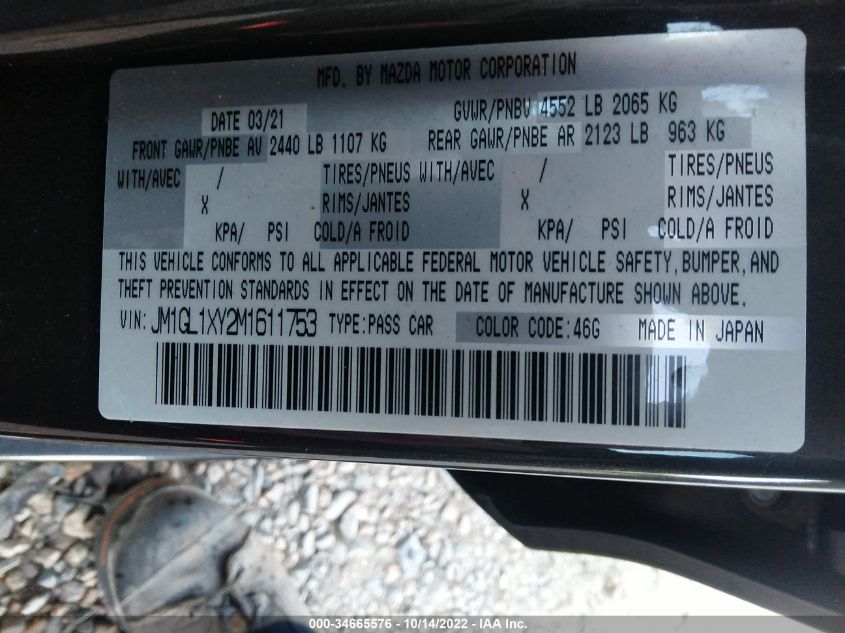 MFD. BY MAZDA MOTOR CORPORATION
DATE 03/21 GVWR/PNBV 4552 LB 2065 KG
FRONT GAWR/PNBE AV 2440 LB 1107 KG REAR GAWR/PNBE AR 2123 LB 963 KG
WITH/AVEC / TIRES/PNEUS WITH/AVEC / TIRES/PNEUS
X RIMS/JANTES X RIMS/JANTES
KPA/ PSI COLD/A FROID KPA/ PSI COLD/A FROID
THIS VEHICLE CONFORMS TO ALL APPLICABLE FEDERAL MOTOR VEHICLE SAFETY, BUMPER, AND
THEFT PREVENTION STANDARDS IN EFFECT ON THE DATE OF MANUFACTURE SHOWN ABOVE.
VIN: JM1GL1XY2M1611753 TYPE:PASS CAR COLOR CODE:46G MADE IN JAPAN
000-34665576 - 10/14/2022 - IAA Inc.